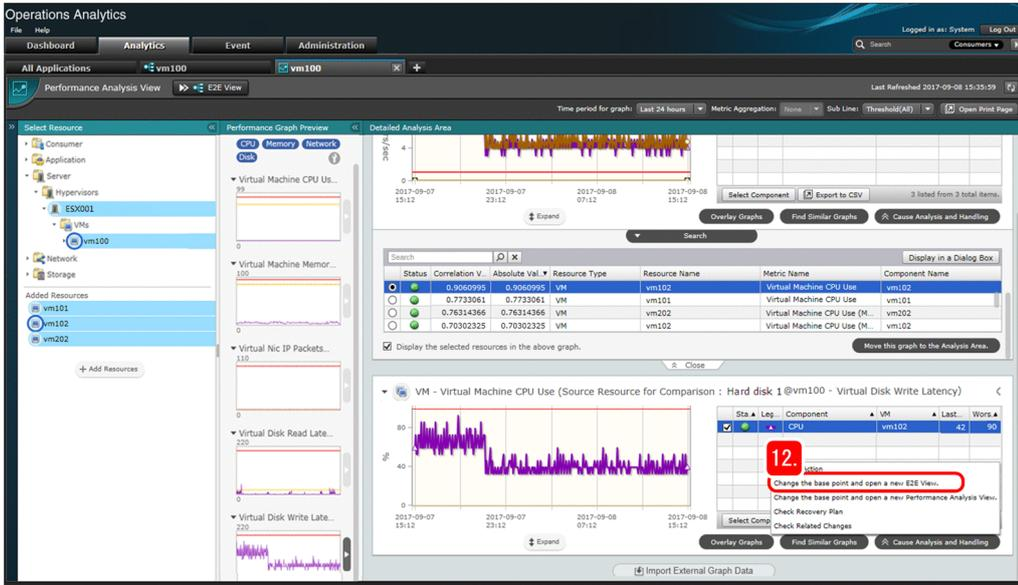 Operations Analytics
File Help
Logged in as: System Log Out
Dashboard Analytics Event Administration
Search Consumers
All Applications vm100 vm100
Performance Analysis View E2E View
Last Refreshed 2017-09-08 15:35:59
Time period for graph: Last 24 hours Metric Aggregation: None Sub Line: Threshold(All) Open Print Page
Select Resource
Consumer
Application
Server
Hypervisors
ESX001
VMs
vm100
Network
Storage
Added Resources
vm101
vm102
vm202
+ Add Resources
Performance Graph Preview
CPU Memory Network
Disk
Virtual Machine CPU Us...
99
0
Virtual Machine Memor...
100
0
Virtual Nic IP Packets...
110
0
Virtual Disk Read Late...
220
0
Virtual Disk Write Late...
220
0
Detailed Analysis Area
rs/sec
4
0
2017-09-07 2017-09-07 2017-09-08 2017-09-08
15:12 23:12 07:12 15:12
Expand
Select Component Export to CSV 3 listed from 3 total items.
Overlay Graphs Find Similar Graphs Cause Analysis and Handling
Search
Search Display in a Dialog Box
Status Correlation V... Absolute Val... Resource Type Resource Name Metric Name Component Name
0.9060995 0.9060995 VM vm102 Virtual Machine CPU Use vm102
0.7733061 0.7733061 VM vm101 Virtual Machine CPU Use vm101
0.76314366 0.76314366 VM vm202 Virtual Machine CPU Use (M... vm202
0.70302325 0.70302325 VM vm102 Virtual Machine CPU Use (M... vm102
Display the selected resources in the above graph. Move this graph to the Analysis Area.
Close
VM - Virtual Machine CPU Use (Source Resource for Comparison : Hard disk 1@vm100 - Virtual Disk Write Latency)
%
80
40
0
2017-09-07 2017-09-07 2017-09-08 2017-09-08
15:12 23:12 07:12 15:12
Expand
Sta Leg... Component VM Last... Wors.
CPU vm102 42 90
12.
Change the base point and open a new E2E View.
Change the base point and open a new Performance Analysis View.
Check Recovery Plan
Check Related Changes
Select Comp
Overlay Graphs Find Similar Graphs Cause Analysis and Handling
Import External Graph Data